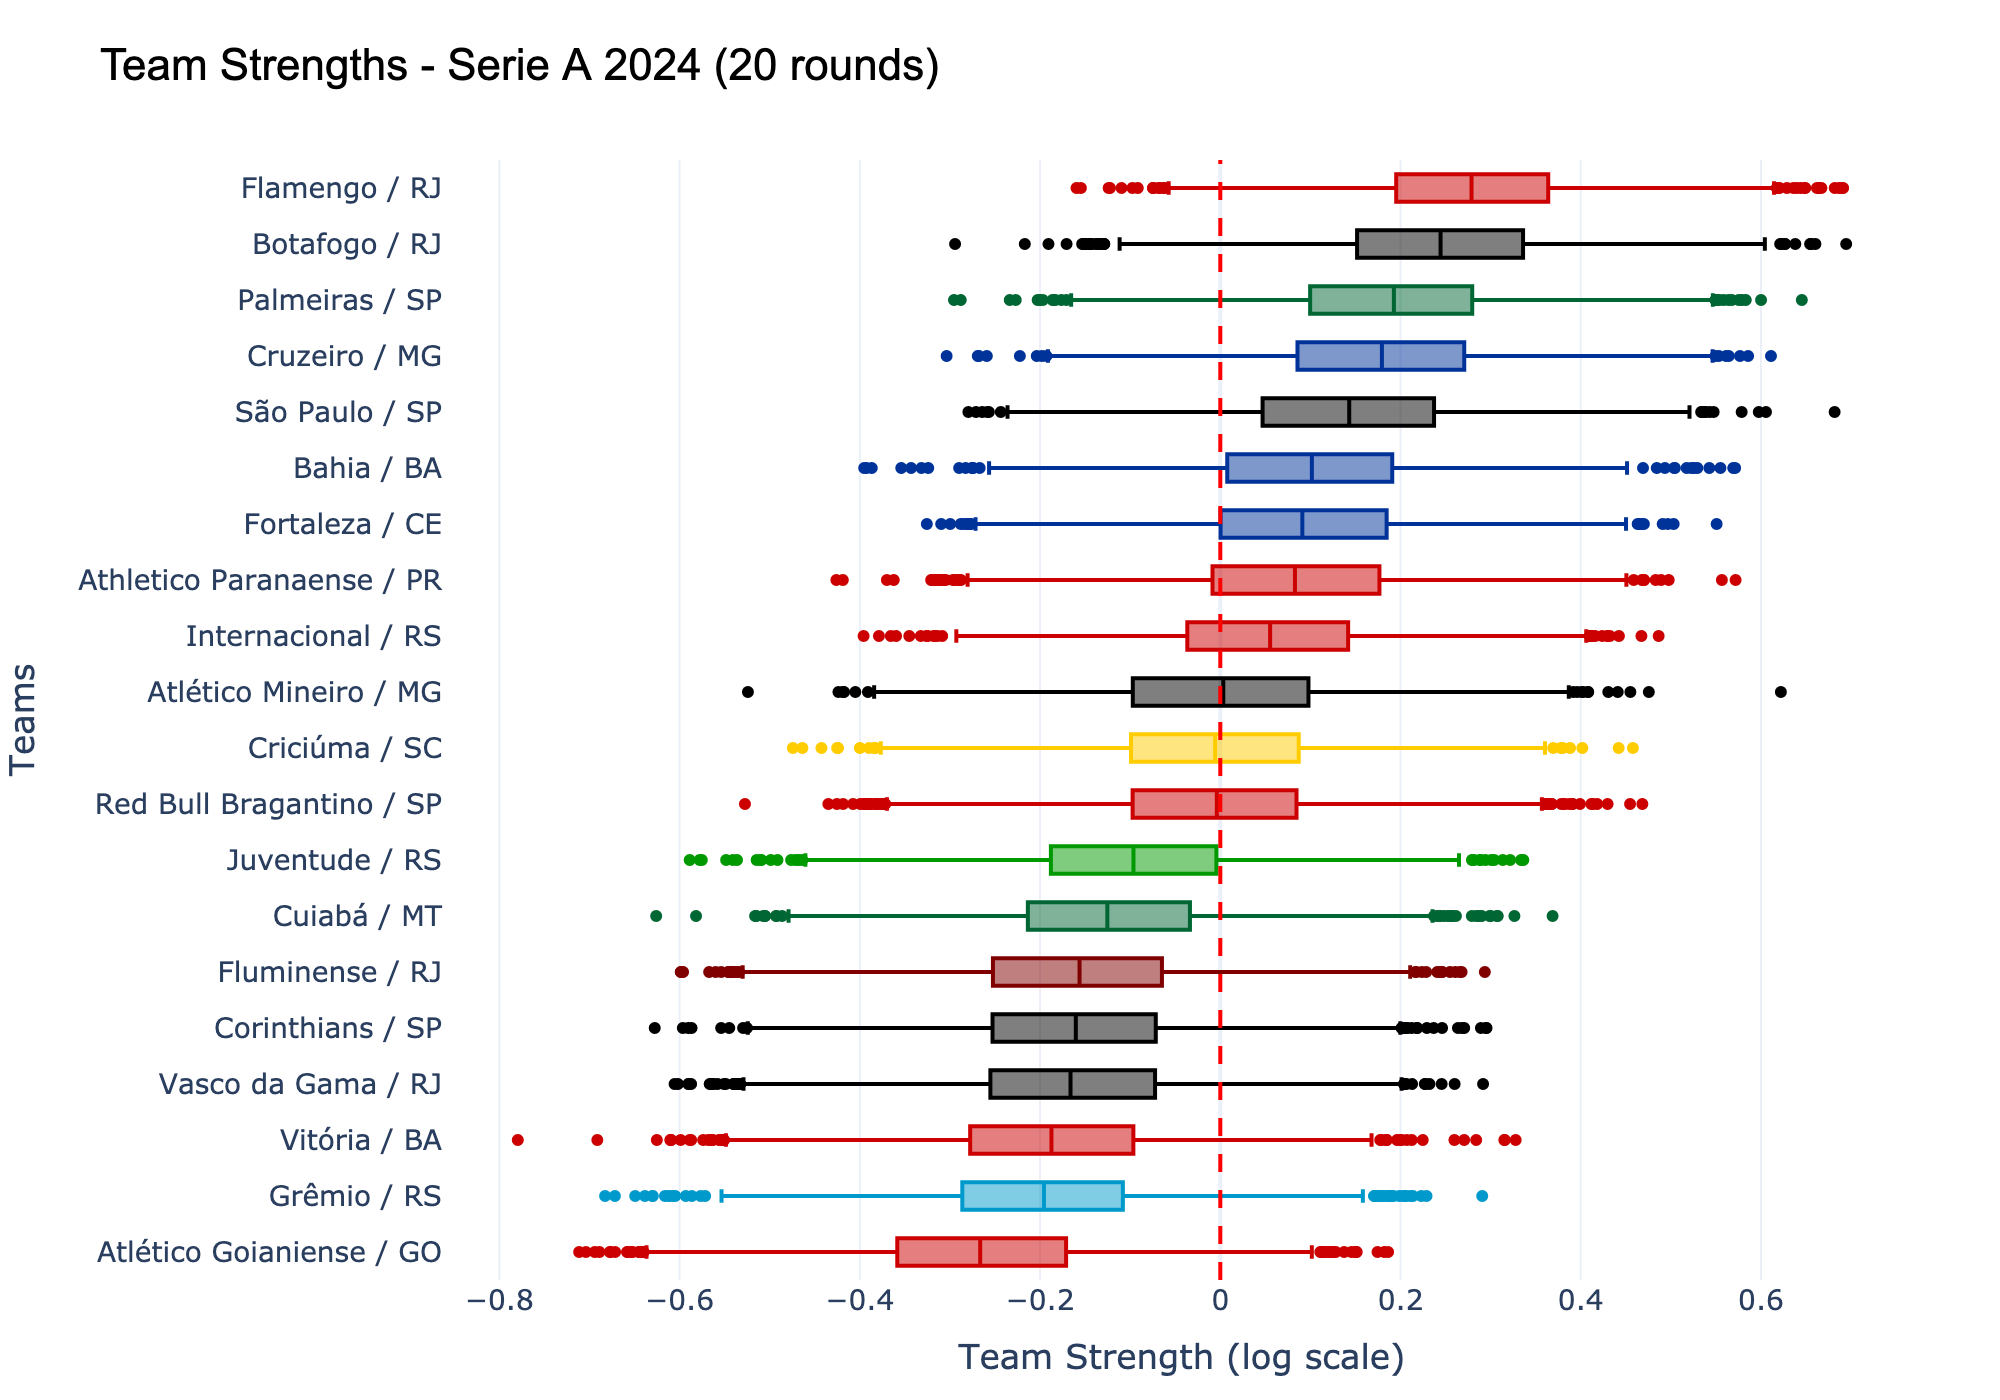 Team Strengths - Serie A 2024 (20 rounds)
Teams
Flamengo / RJ
Botafogo / RJ
Palmeiras / SP
Cruzeiro / MG
São Paulo / SP
Bahia / BA
Fortaleza / CE
Athletico Paranaense / PR
Internacional / RS
Atlético Mineiro / MG
Criciúma / SC
Red Bull Bragantino / SP
Juventude / RS
Cuiabá / MT
Fluminense / RJ
Corinthians / SP
Vasco da Gama / RJ
Vitória / BA
Grêmio / RS
Atlético Goianiense / GO
−0.8 −0.6 −0.4 −0.2 0 0.2 0.4 0.6
Team Strength (log scale)